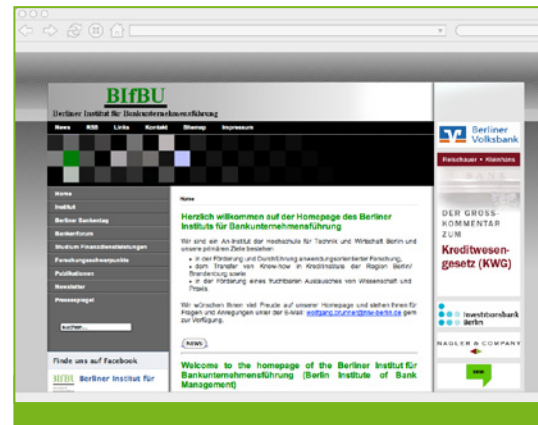 BIfBU
Berliner Institut für Bankunternehmensführung
News RSS Links Kontakt Sitemap Impressum
Home
Institut
Berliner Bankentag
Bankenforum
Studium Finanzdienstleistungen
Forschungsschwerpunkte
Publikationen
Newsletter
Pressespiegel
suchen...
Finde uns auf Facebook
BIfBU Berliner Institut für
Home
Herzlich willkommen auf der Homepage des Berliner
Instituts für Bankunternehmensführung
Wir sind ein An-Institut der Hochschule für Technik und Wirtschaft Berlin und
unsere primären Ziele bestehen
• in der Förderung und Durchführung anwendungsorientierter Forschung,
• dem Transfer von Know-how in Kreditinstitute der Region Berlin/
Brandenburg sowie
• in der Förderung eines fruchtbaren Austausches von Wissenschaft und
Praxis.
Wir wünschen Ihnen viel Freude auf unserer Homepage und stehen Ihnen für
Fragen und Anregungen unter der E-Mail: wolfgang.brunner@htw-berlin.de gern
zur Verfügung.
NEWS
Welcome to the homepage of the Berliner Institut für
Bankunternehmensführung (Berlin Institute of Bank
Management)
Berliner
Volksbank
Reischauer • Kleinhans
DER GROSS-
KOMMENTAR
ZUM
Kreditwesen-
gesetz (KWG)
Investitionsbank
Berlin
NAGLER & COMPANY